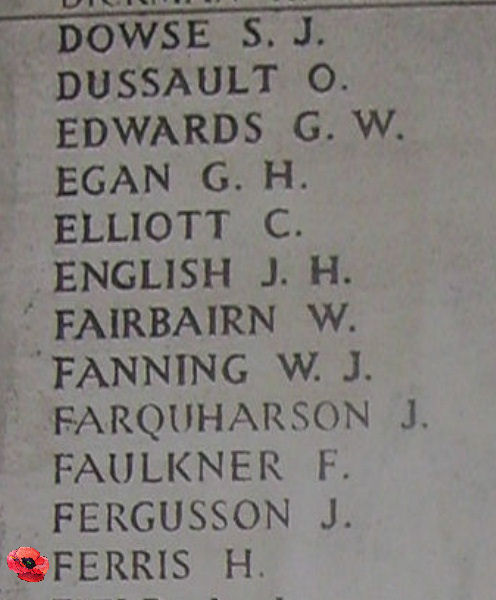 DOWSE S. J.
DUSSAULT O.
EDWARDS G. W.
EGAN G. H.
ELLIOTT C.
ENGLISH J. H.
FAIRBAIRN W.
FANNING W. J.
FARQUHARSON J.
FAULKNER F.
FERGUSSON J.
FERRIS H.